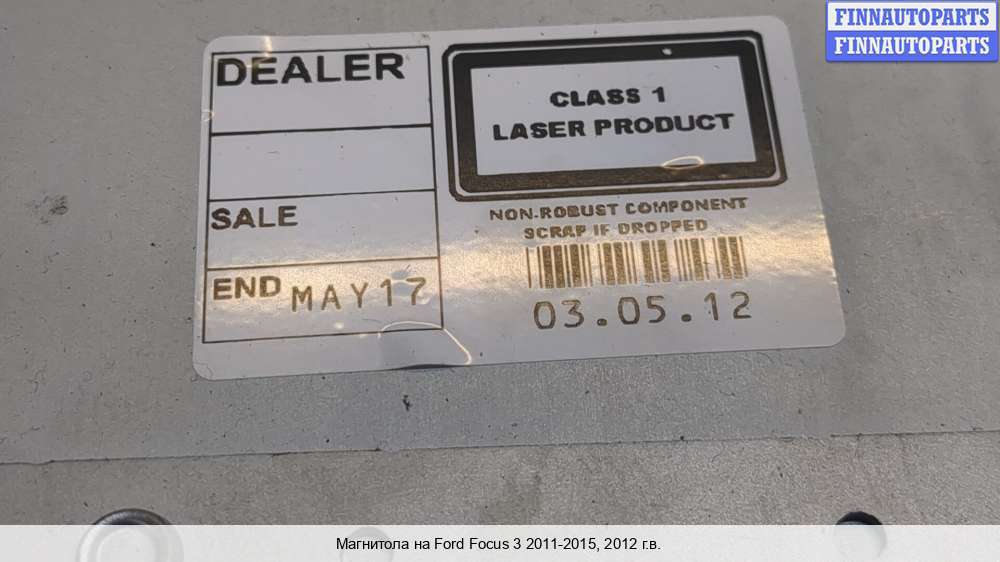 FINNAUTOPARTS
FINNAUTOPARTS
DEALER
SALE
END MAY17
CLASS 1
LASER PRODUCT
NON-ROBUST COMPONENT
SCRAP IF DROPPED
03.05.12
Магнитола на Ford Focus 3 2011-2015, 2012 г.в.